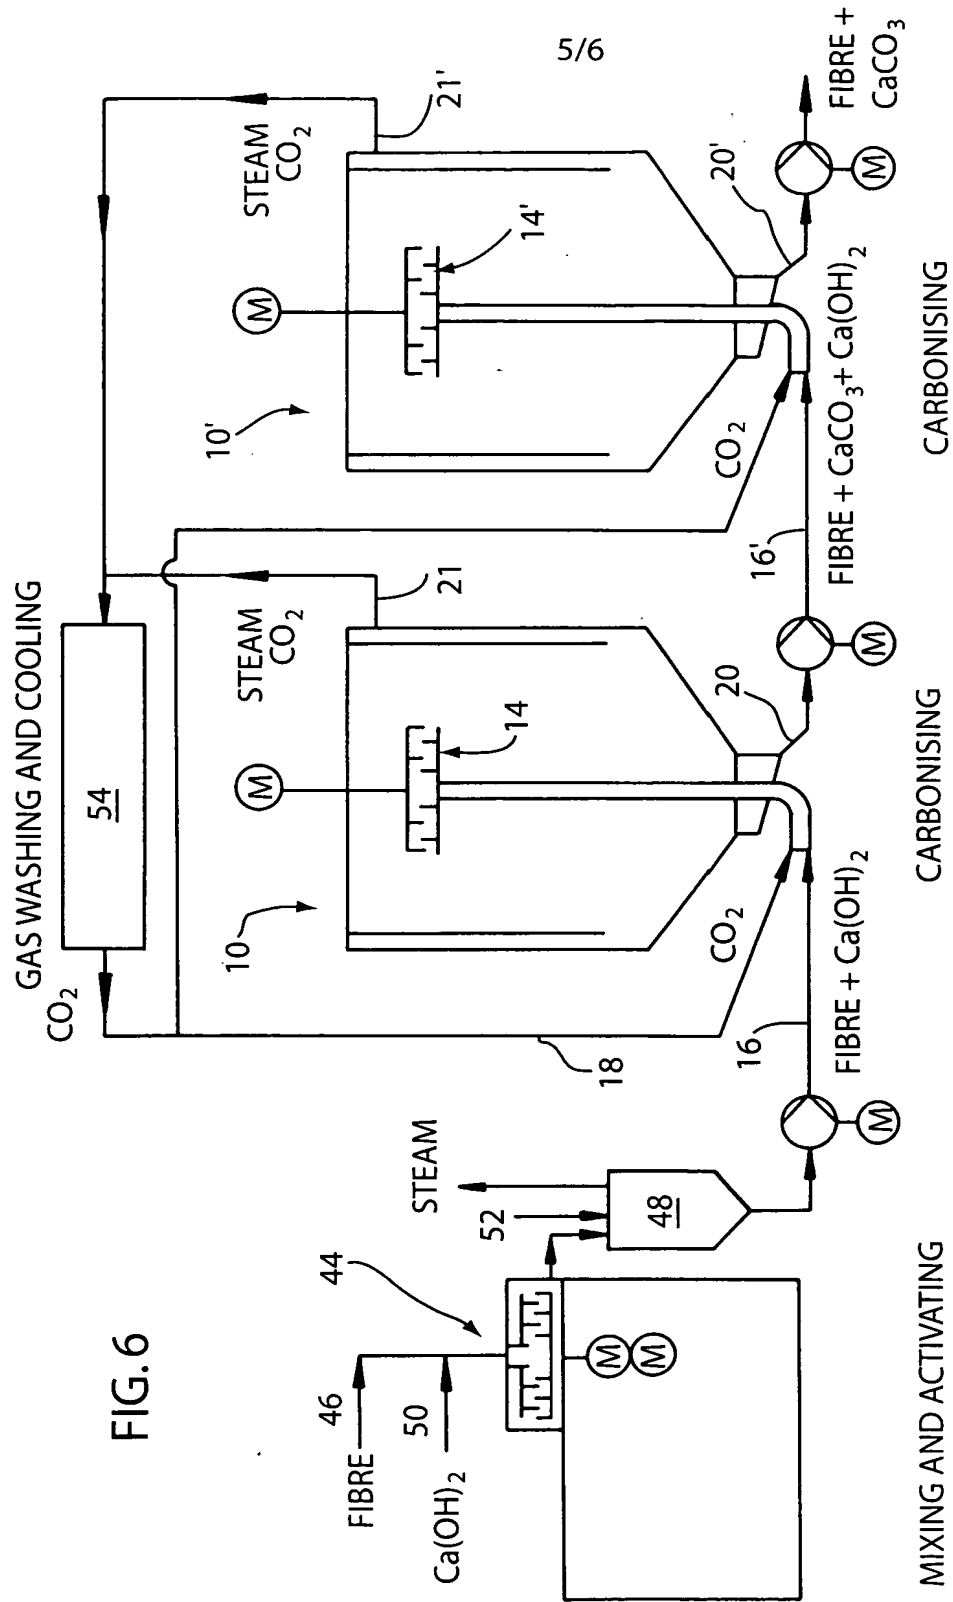 5/6
FIG.6
GAS WASHING AND COOLING
54
CO2
STEAM
CO2
21
STEAM
CO2
21'
M
M
10
14
10'
14'
18
44
46
FIBRE
50
Ca(OH)2
M
M
STEAM
52
48
M
16
FIBRE + Ca(OH)2
CO2
20
M
16'
FIBRE + CaCO3 + Ca(OH)2
CO2
20'
M
FIBRE +
CaCO3
MIXING AND ACTIVATING
CARBONISING
CARBONISING